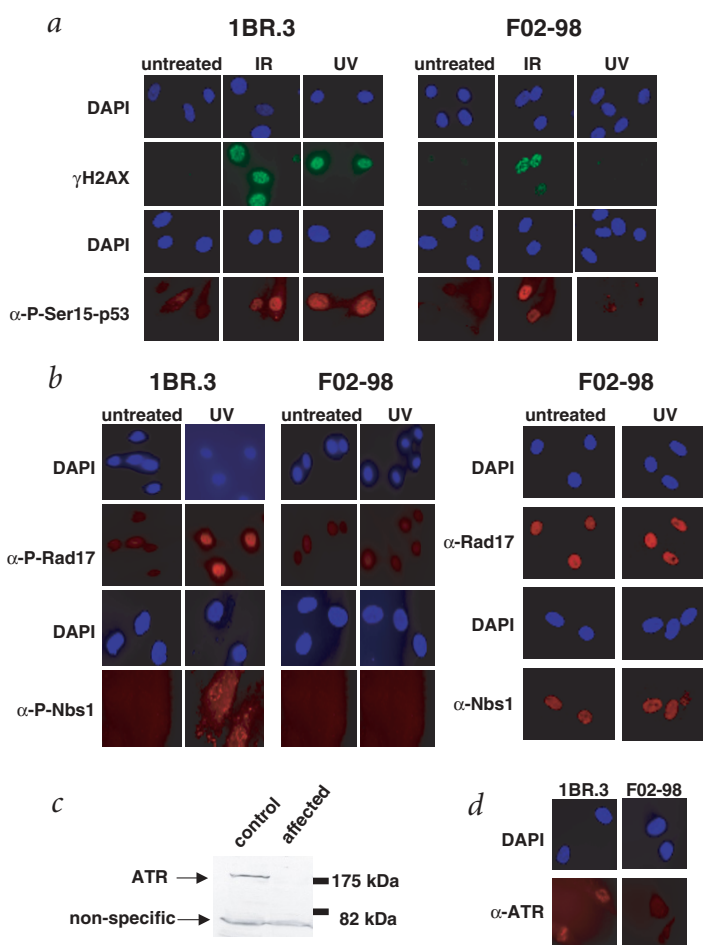 a
1BR.3 F02-98
untreated IR UV untreated IR UV
DAPI
γH2AX
DAPI
α-P-Ser15-p53
b
1BR.3 F02-98 F02-98
untreated UV untreated UV untreated UV
DAPI DAPI
α-P-Rad17 α-Rad17
DAPI DAPI
α-P-Nbs1 α-Nbs1
c
control affected
ATR 175 kDa
non-specific 82 kDa
d
1BR.3 F02-98
DAPI
α-ATR